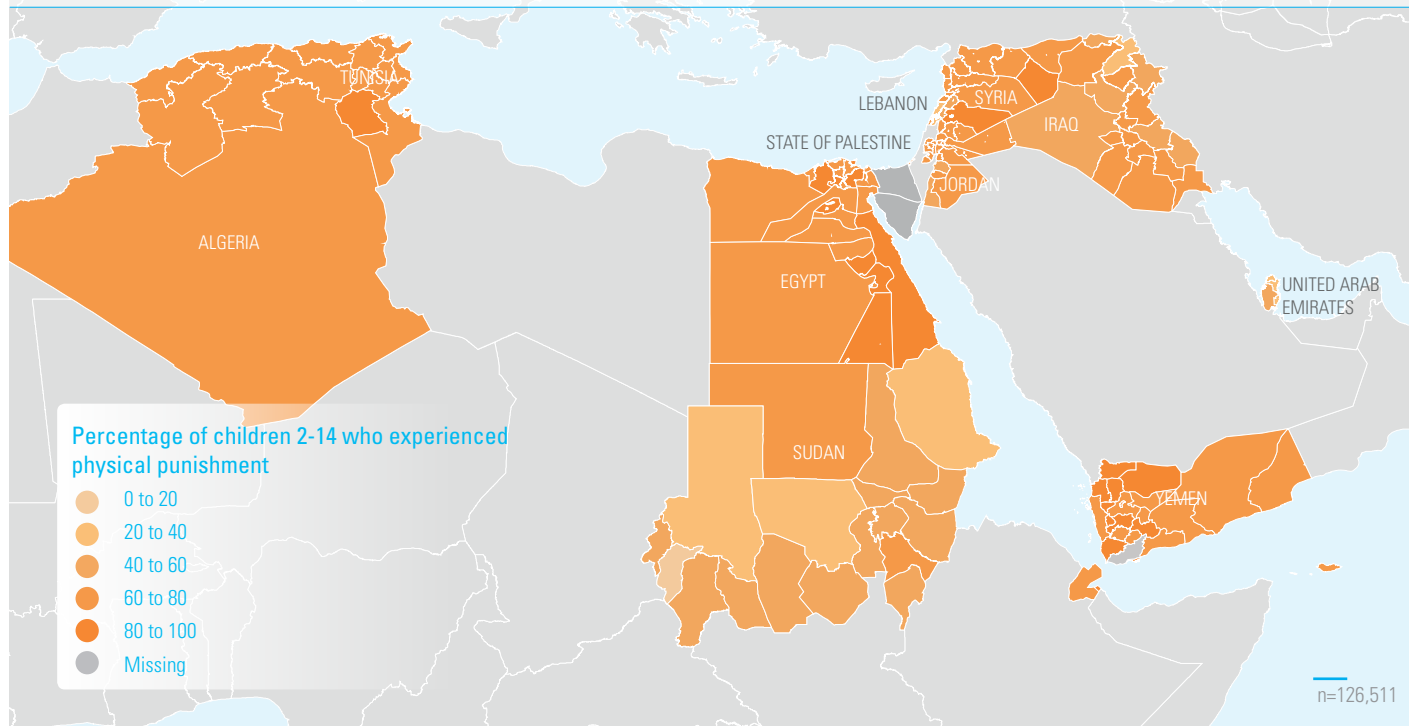 TUNISIA
LEBANON
SYRIA
STATE OF PALESTINE
IRAQ
JORDAN
ALGERIA
EGYPT
UNITED ARAB
EMIRATES
SUDAN
YEMEN
Percentage of children 2-14 who experienced
physical punishment
0 to 20
20 to 40
40 to 60
60 to 80
80 to 100
Missing
n=126,511